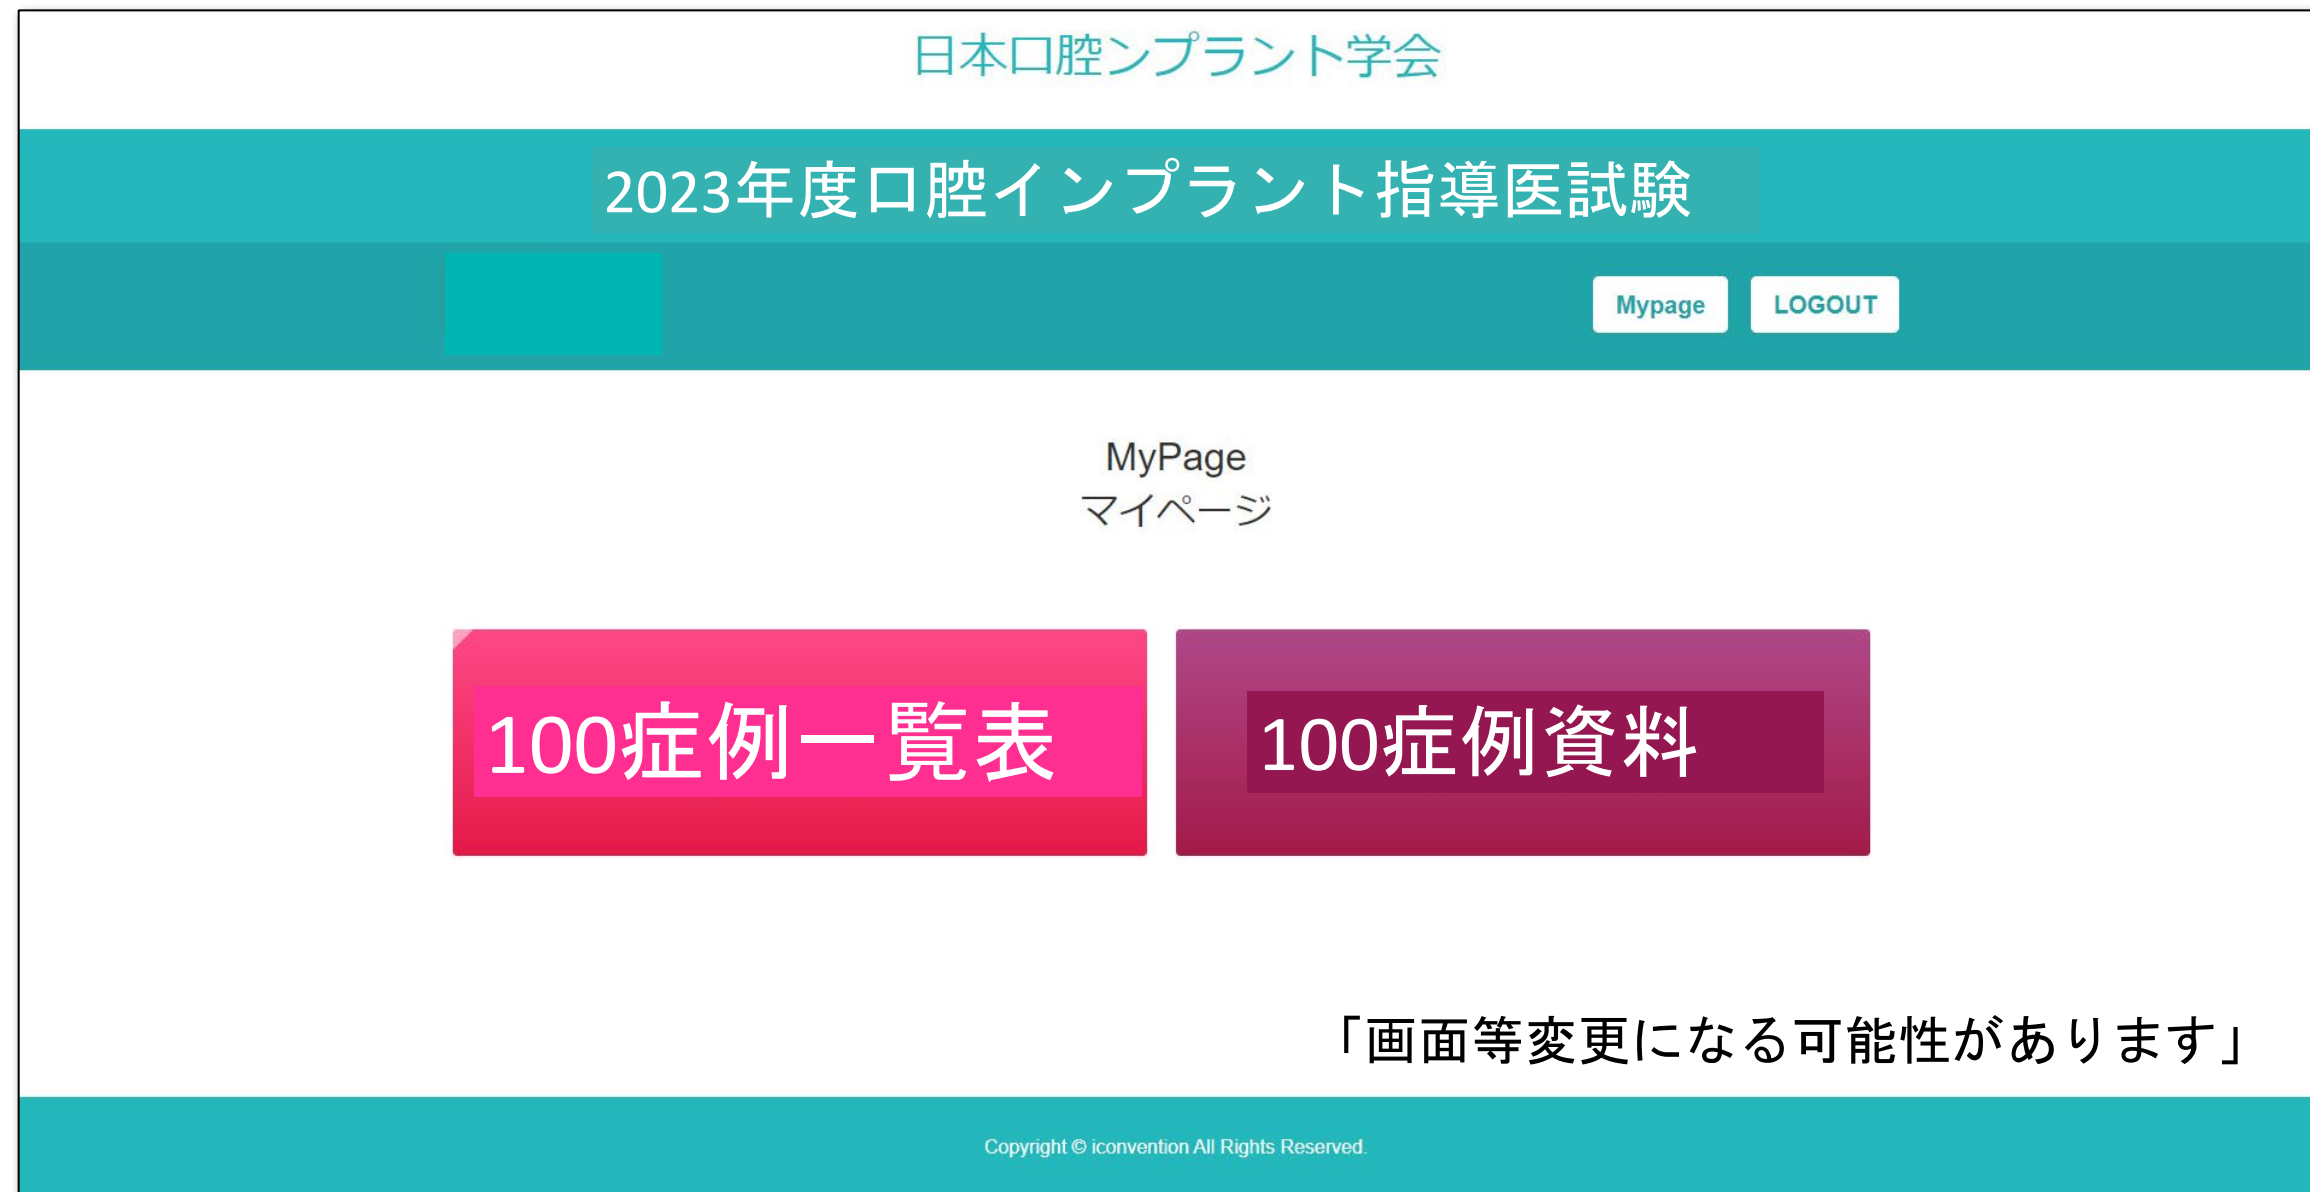 日本口腔ンプラント学会
2023年度口腔インプラント指導医試験
Mypage LOGOUT
MyPage
マイページ
100症例一覧表 100症例資料
「画面等変更になる可能性があります」
Copyright © iconvention All Rights Reserved.